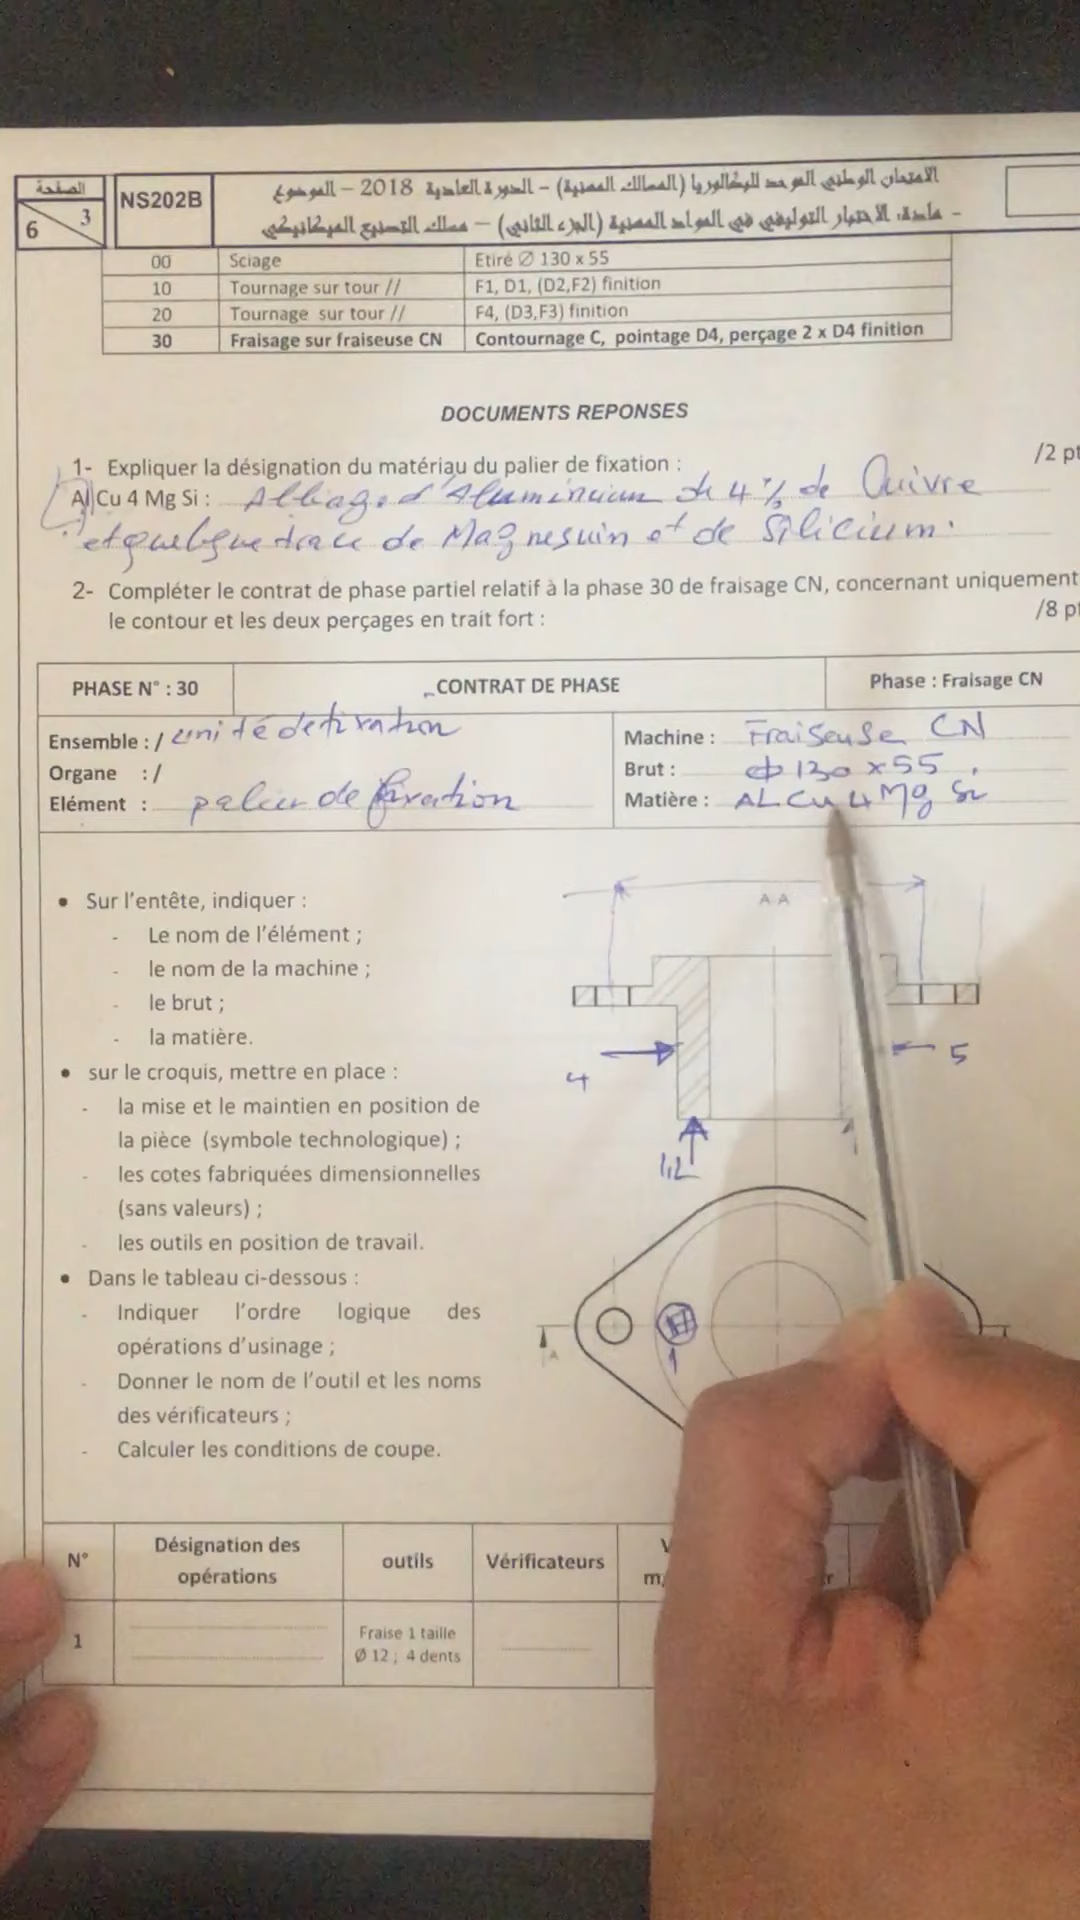 الصفحة
3
6
NS202B
الامتحان الوطني الموحد للبكالوريا (المسالك المهنية) – الدورة العادية 2018 – الموضوع
- مادة: الاختبار التوليفي في المواد المهنية (الجزء الثاني) – مسلك التصنيع الميكانيكي
00 Sciage Etiré Ø 130 x 55
10 Tournage sur tour // F1, D1, (D2,F2) finition
20 Tournage sur tour // F4, (D3,F3) finition
30 Fraisage sur fraiseuse CN Contournage C, pointage D4, perçage 2 x D4 finition
DOCUMENTS REPONSES
1- Expliquer la désignation du matériau du palier de fixation : /2 pt
Al Cu 4 Mg Si : Alliage d'Aluminium de 4% de Cuivre
et quelque trace de Magnesuin et de Silicium.
2- Compléter le contrat de phase partiel relatif à la phase 30 de fraisage CN, concernant uniquement
le contour et les deux perçages en trait fort : /8 pt
PHASE N° : 30 CONTRAT DE PHASE Phase : Fraisage CN
Ensemble : / unité de fixation
Organe : /
Elément : palier de fixation
Machine : Fraiseuse CN
Brut : Φ 130 x 55
Matière : AL Cu 4 Mg Si
• Sur l'entête, indiquer :
- Le nom de l'élément ;
- le nom de la machine ;
- le brut ;
- la matière.
• sur le croquis, mettre en place :
- la mise et le maintien en position de
la pièce (symbole technologique) ;
- les cotes fabriquées dimensionnelles
(sans valeurs) ;
- les outils en position de travail.
• Dans le tableau ci-dessous :
- Indiquer l'ordre logique des
opérations d'usinage ;
- Donner le nom de l'outil et les noms
des vérificateurs ;
- Calculer les conditions de coupe.
A A
4
5
1,2
A
1
N° Désignation des opérations outils Vérificateurs
1 Fraise 1 taille
Ø 12 ; 4 dents